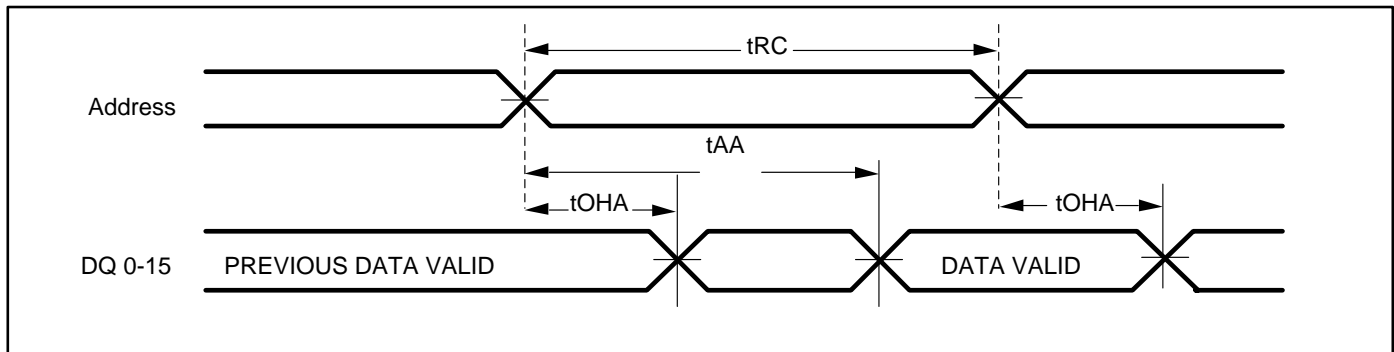 tRC
Address
tAA
tOHA
tOHA
DQ 0-15
PREVIOUS DATA VALID
DATA VALID